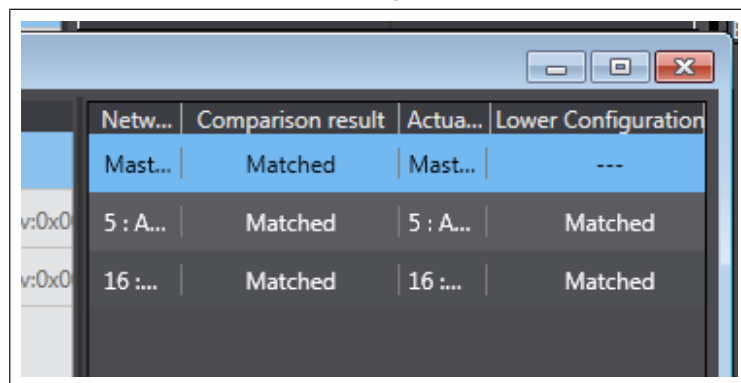 Netw... Comparison result Actua... Lower Configuration
Mast... Matched Mast... ---
v:0x0 5 : A... Matched 5 : A... Matched
v:0x0 16 :... Matched 16 :... Matched